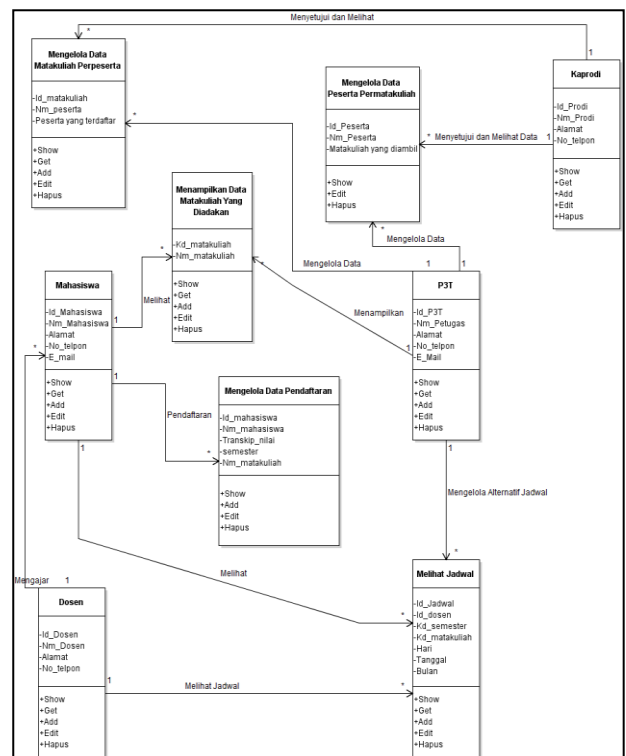 Menyetujui dan Melihat
*
1
Mengelola Data
Matakuliah Perpeserta
-Id_matakuliah
-Nm_peserta
-Peserta yang terdaftar
+Show
+Get
+Add
+Edit
+Hapus
*
Mengelola Data
Peserta Permatakuliah
-Id_Peserta
-Nm_Peserta
-Matakuliah yang diambil
+Show
+Edit
+Hapus
Kaprodi
-Id_Prodi
-Nm_Prodi
-Alamat
-No_telpon
+Show
+Get
+Add
+Edit
+Hapus
* Menyetujui dan Melihat Data 1
*
Mengelola Data
Mengelola Data
1
1
Menampilkan Data
Matakuliah Yang
Diadakan
-Kd_matakuliah
-Nm_matakuliah
+Show
+Get
+Add
+Edit
+Hapus
*
*
Melihat
1
Menampilkan
1
Mahasiswa
-Id_Mahasiswa
-Nm_Mahasiswa
-Alamat
-No_telpon
-E_mail
+Show
+Get
+Add
+Edit
+Hapus
*
1
1
P3T
-Id_P3T
-Nm_Petugas
-Alamat
-No_telpon
-E_Mail
+Show
+Get
+Add
+Edit
+Hapus
1
Pendaftaran
*
Mengelola Data Pendaftaran
-Id_mahasiswa
-Nm_mahasiswa
-Transkip_nilai
-semester
-Nm_matakuliah
+Show
+Add
+Edit
+Hapus
Mengelola Alternatif Jadwal
*
Melihat
*
Mengajar
1
Dosen
-Id_Dosen
-Nm_Dosen
-Alamat
-No_telpon
+Show
+Get
+Add
+Edit
+Hapus
1
Melihat Jadwal
*
Melihat Jadwal
-Id_Jadwal
-Id_dosen
-Kd_semester
-Kd_matakuliah
-Hari
-Tanggal
-Bulan
+Show
+Get
+Add
+Edit
+Hapus